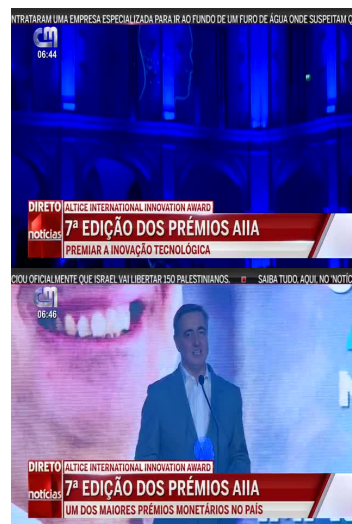 NTRATARAM UMA EMPRESA ESPECIALIZADA PARA IR AO FUNDO DE UM FURO DE ÁGUA ONDE SUSPEITAM
CM
06:44
DIRETO ALTICE INTERNATIONAL INNOVATION AWARD
notícias 7ª EDIÇÃO DOS PRÉMIOS AIIA
PREMIAR A INOVAÇÃO TECNOLÓGICA
CIOU OFICIALMENTE QUE ISRAEL VAI LIBERTAR 150 PALESTINIANOS. SAIBA TUDO, AQUI, NO 'NOTÍC
CM
06:46
DIRETO ALTICE INTERNATIONAL INNOVATION AWARD
notícias 7ª EDIÇÃO DOS PRÉMIOS AIIA
UM DOS MAIORES PRÉMIOS MONETÁRIOS NO PAÍS